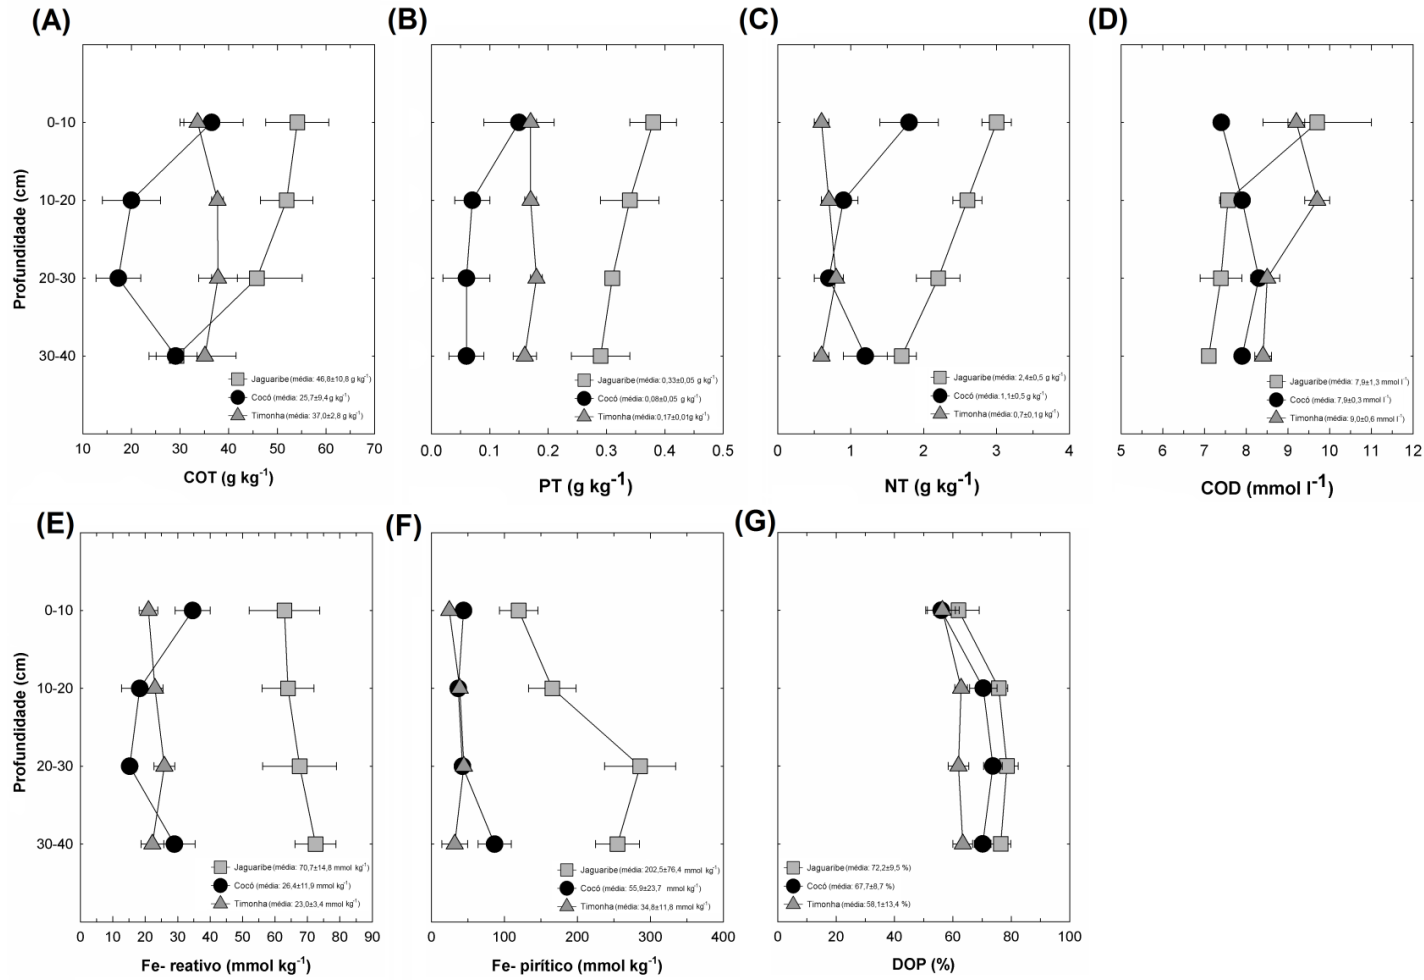 (A)
(B)
(C)
(D)
Profundidade (cm)
0-10
10-20
20-30
30-40
Jaguaribe (média: 46,8±10,8 g kg-1)
Cocó (média: 25,7±9,4 g kg-1)
Timonha (média: 37,0±2,8 g kg-1)
10 20 30 40 50 60 70
COT (g kg-1)
Jaguaribe (média: 0,33±0,05 g kg-1)
Cocó (média: 0,08±0,05 g kg-1)
Timonha (média: 0,17±0,01g kg-1)
0.0 0.1 0.2 0.3 0.4 0.5
PT (g kg-1)
Jaguaribe (média: 2,4±0,5 g kg-1)
Cocó (média: 1,1±0,5 g kg-1)
Timonha (média: 0,7±0,1g kg-1)
0 1 2 3 4
NT (g kg-1)
Jaguaribe (média: 7,9±1,3 mmol l-1)
Cocó (média: 7,9±0,3 mmol l-1)
Timonha (média: 9,0±0,6 mmol l-1)
5 6 7 8 9 10 11 12
COD (mmol l-1)
(E)
(F)
(G)
Profundidade (cm)
0-10
10-20
20-30
30-40
Jaguaribe (média: 70,7±14,8 mmol kg-1)
Cocó (média: 26,4±11,9 mmol kg-1)
Timonha (média: 23,0±3,4 mmol kg-1)
0 10 20 30 40 50 60 70 80 90
Fe- reativo (mmol kg-1)
Jaguaribe (média: 202,5±76,4 mmol kg-1)
Cocó (média: 55,9±23,7 mmol kg-1)
Timonha (média: 34,8±11,8 mmol kg-1)
0 100 200 300 400
Fe- pirítico (mmol kg-1)
Jaguaribe (média: 72,2±9,5 %)
Cocó (média: 67,7±8,7 %)
Timonha (média: 58,1±13,4 %)
0 20 40 60 80 100
DOP (%)